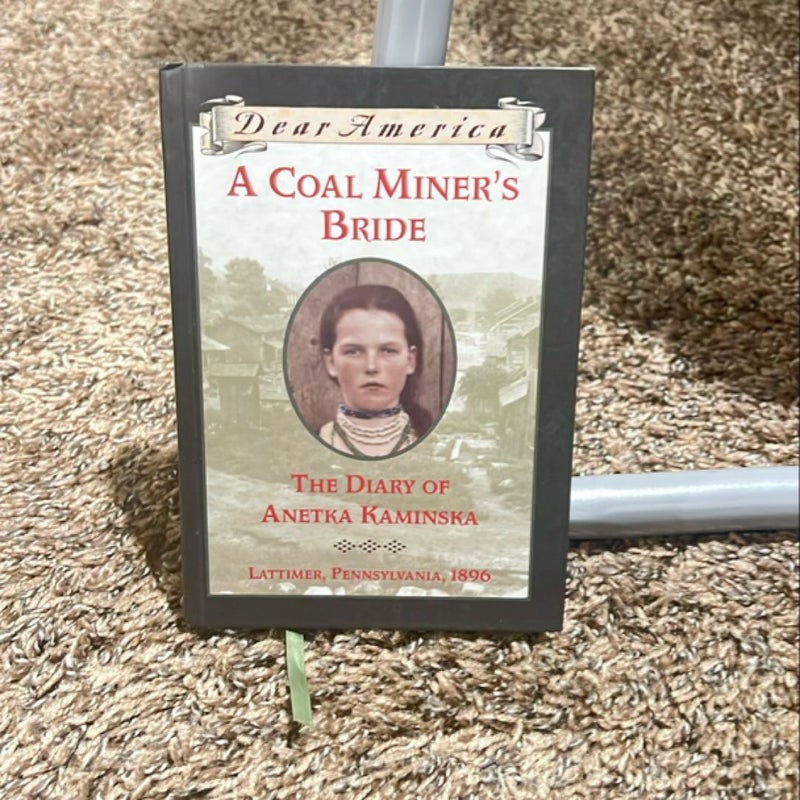 Dear America
A COAL MINER'S
BRIDE
THE DIARY OF
ANETKA KAMINSKA
LATTIMER, PENNSYLVANIA, 1896